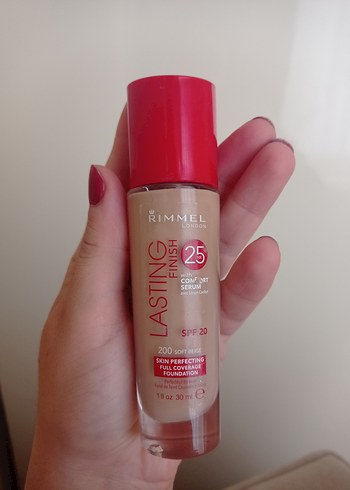 RIMMEL
LONDON
LASTING
FINISH
25
with
COMFORT
SERUM
SPF 20
200 SOFT BEIGE
SKIN PERFECTING
FULL COVERAGE
FOUNDATION
1 fl oz 30 ml e